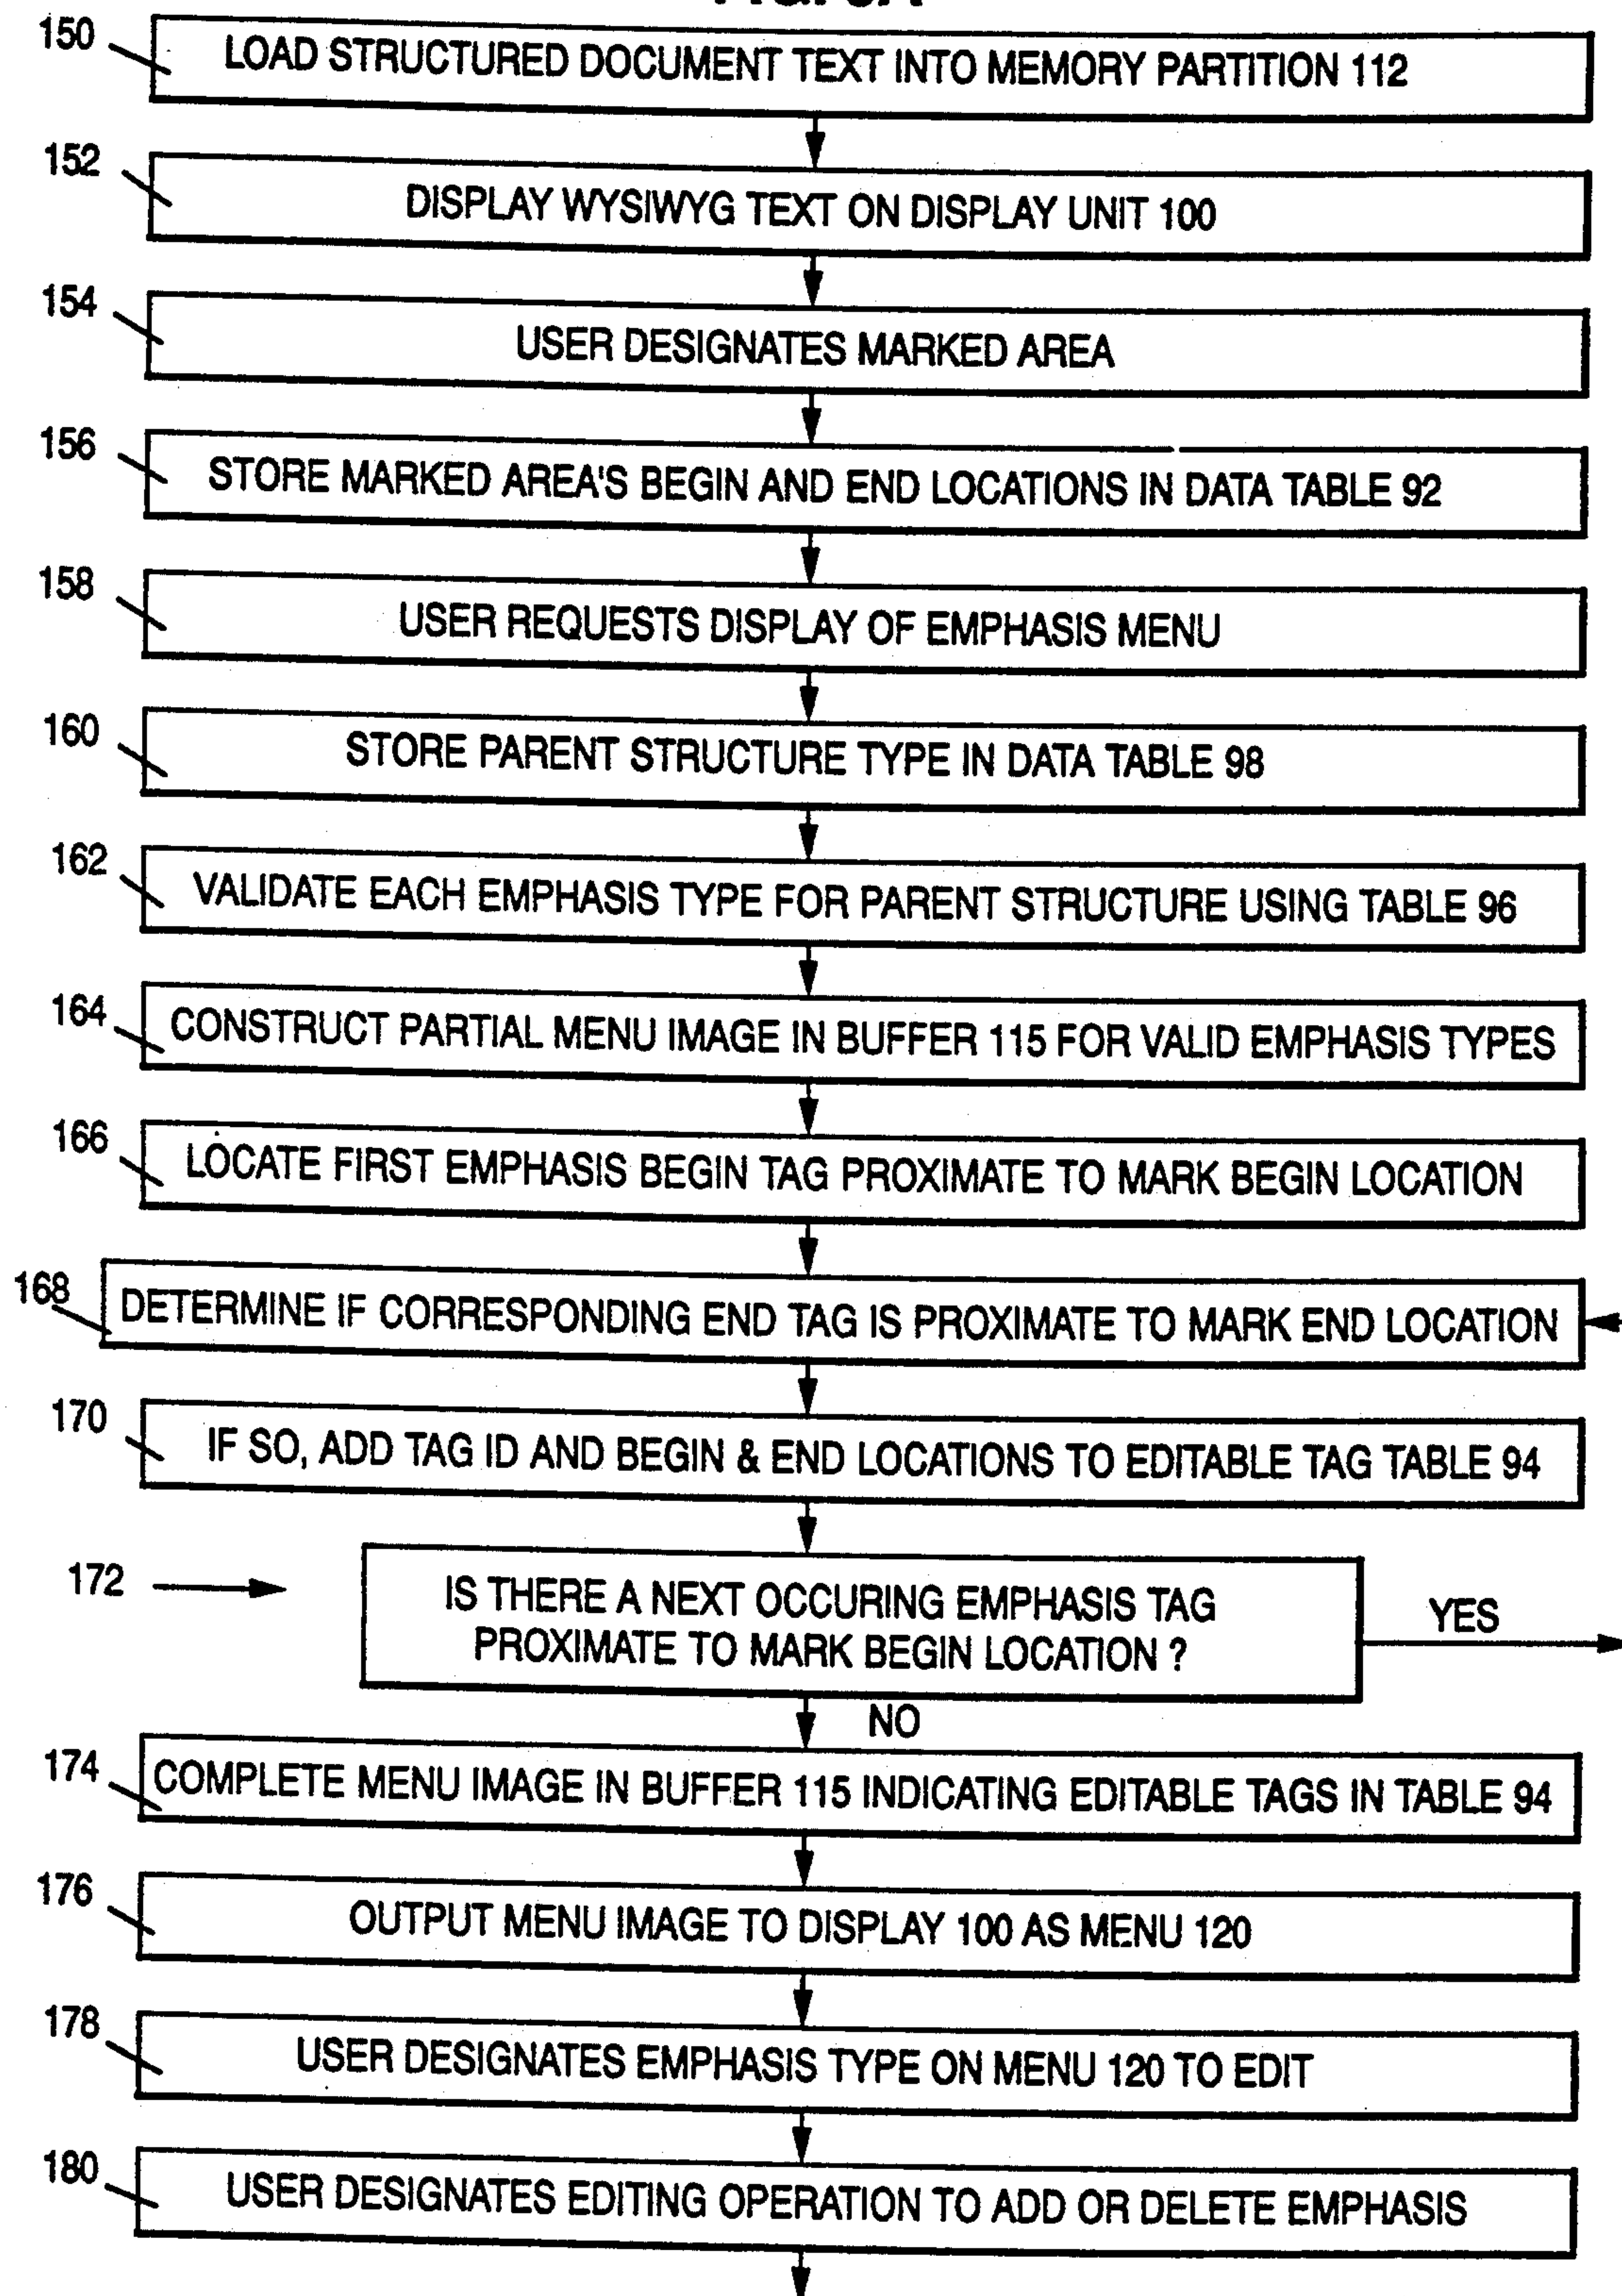 150
LOAD STRUCTURED DOCUMENT TEXT INTO MEMORY PARTITION 112
152
DISPLAY WYSIWYG TEXT ON DISPLAY UNIT 100
154
USER DESIGNATES MARKED AREA
156
STORE MARKED AREA'S BEGIN AND END LOCATIONS IN DATA TABLE 92
158
USER REQUESTS DISPLAY OF EMPHASIS MENU
160
STORE PARENT STRUCTURE TYPE IN DATA TABLE 98
162
VALIDATE EACH EMPHASIS TYPE FOR PARENT STRUCTURE USING TABLE 96
164
CONSTRUCT PARTIAL MENU IMAGE IN BUFFER 115 FOR VALID EMPHASIS TYPES
166
LOCATE FIRST EMPHASIS BEGIN TAG PROXIMATE TO MARK BEGIN LOCATION
168
DETERMINE IF CORRESPONDING END TAG IS PROXIMATE TO MARK END LOCATION
170
IF SO, ADD TAG ID AND BEGIN & END LOCATIONS TO EDITABLE TAG TABLE 94
172
IS THERE A NEXT OCCURING EMPHASIS TAG
PROXIMATE TO MARK BEGIN LOCATION ?
YES
NO
174
COMPLETE MENU IMAGE IN BUFFER 115 INDICATING EDITABLE TAGS IN TABLE 94
176
OUTPUT MENU IMAGE TO DISPLAY 100 AS MENU 120
178
USER DESIGNATES EMPHASIS TYPE ON MENU 120 TO EDIT
180
USER DESIGNATES EDITING OPERATION TO ADD OR DELETE EMPHASIS